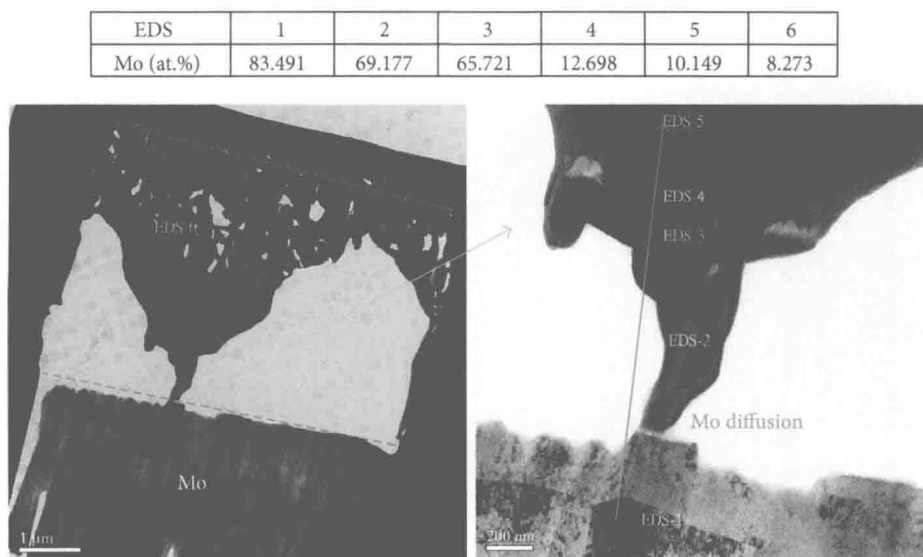 EDS 1 2 3 4 5 6
Mo (at.%) 83.491 69.177 65.721 12.698 10.149 8.273
EDS-6
Mo
1 μm
EDS-5
EDS-4
EDS-3
EDS-2
Mo diffusion
EDS-1
200 nm